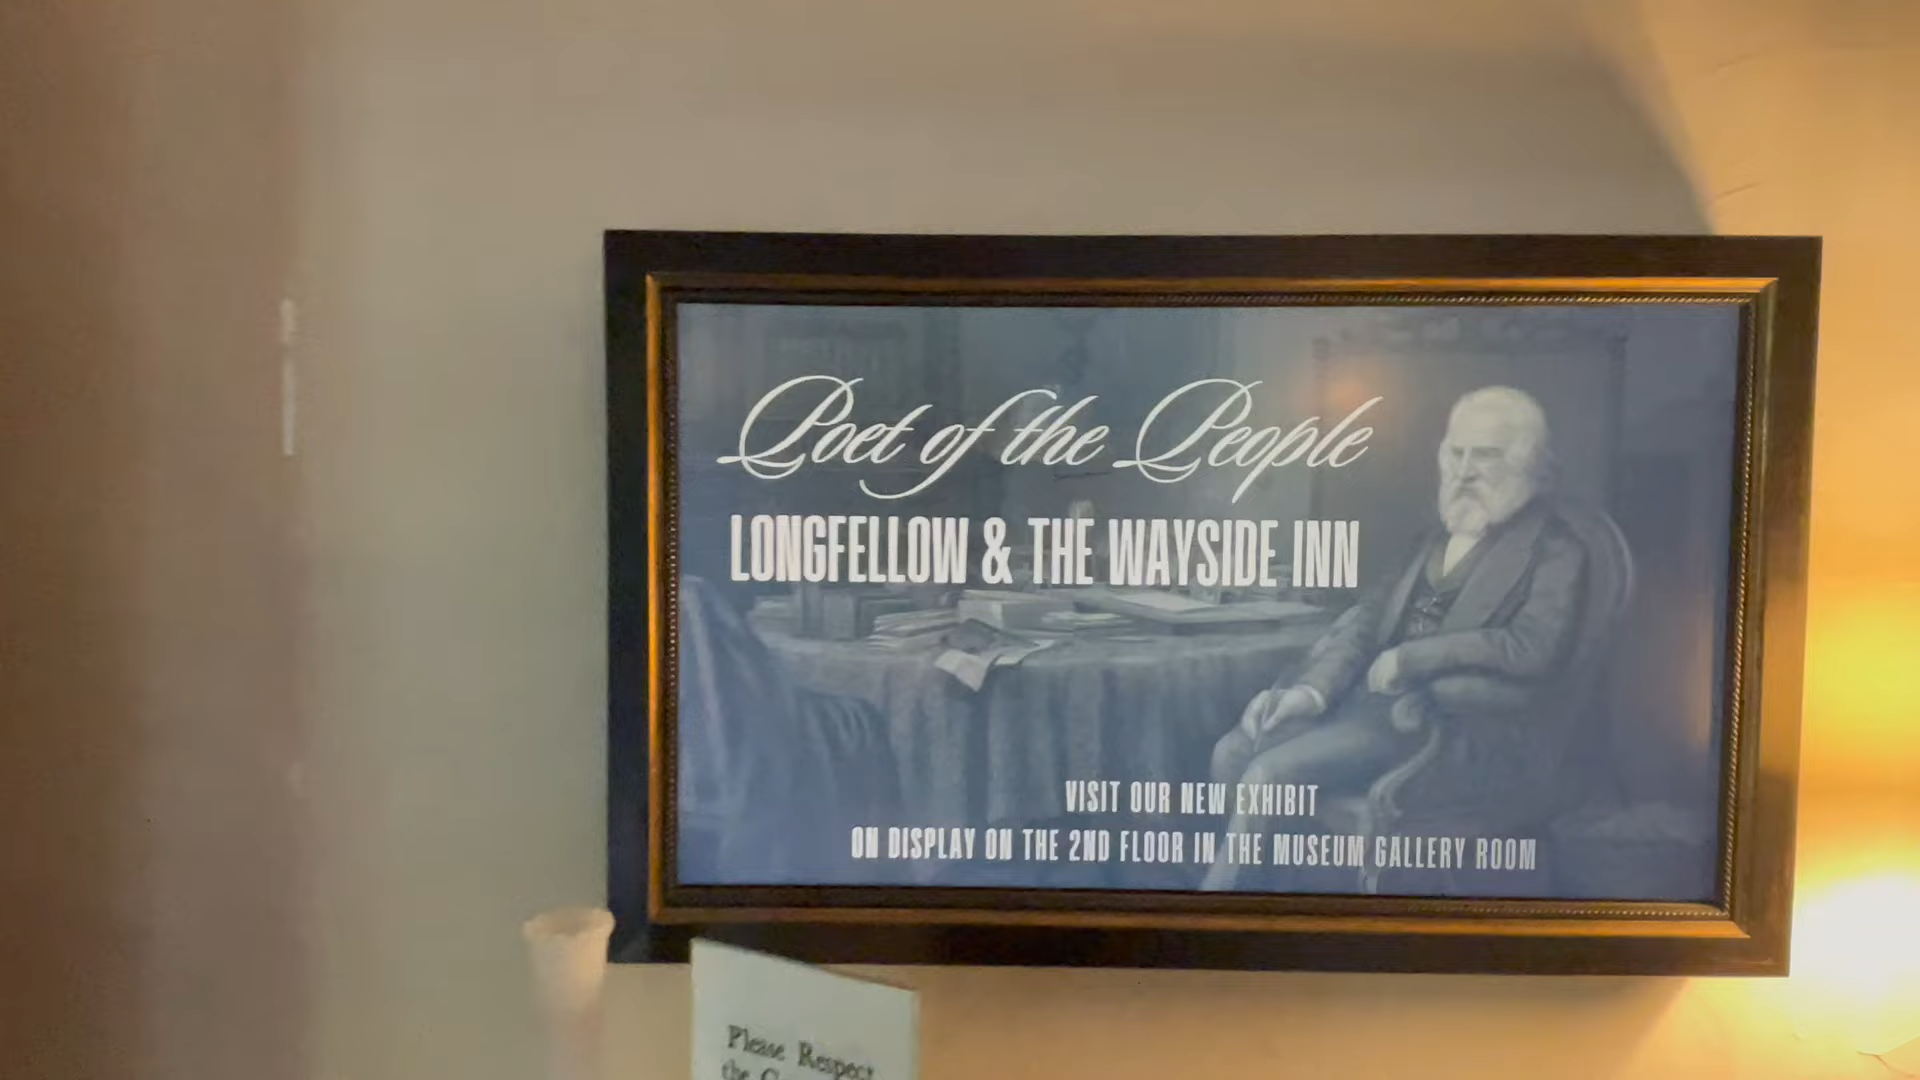 Poet of the People
LONGFELLOW & THE WAYSIDE INN
VISIT OUR NEW EXHIBIT
ON DISPLAY ON THE 2ND FLOOR IN THE MUSEUM GALLERY ROOM
Please Respect
the